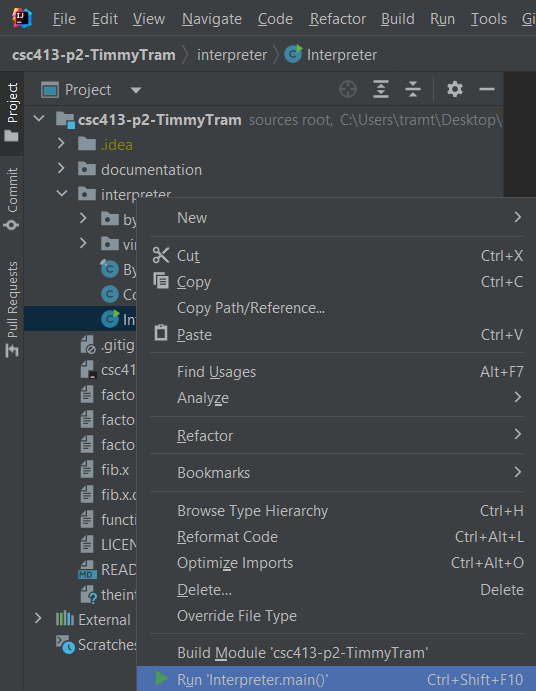 File Edit View Navigate Code Refactor Build Run Tools
csc413-p2-TimmyTram interpreter Interpreter
Project
Commit
Pull Requests
Project
csc413-p2-TimmyTram sources root, C:\Users\tramt\Desktop\
.idea
documentation
interpreter
by
vi
By
Co
In
.gitig
csc41
facto
facto
facto
fib.x
fib.x.c
functi
LICEN
READ
theint
External
Scratches
New
Cut Ctrl+X
Copy Ctrl+C
Copy Path/Reference...
Paste Ctrl+V
Find Usages Alt+F7
Analyze
Refactor
Bookmarks
Browse Type Hierarchy Ctrl+H
Reformat Code Ctrl+Alt+L
Optimize Imports Ctrl+Alt+O
Delete... Delete
Override File Type
Build Module 'csc413-p2-TimmyTram'
Run 'Interpreter.main()' Ctrl+Shift+F10